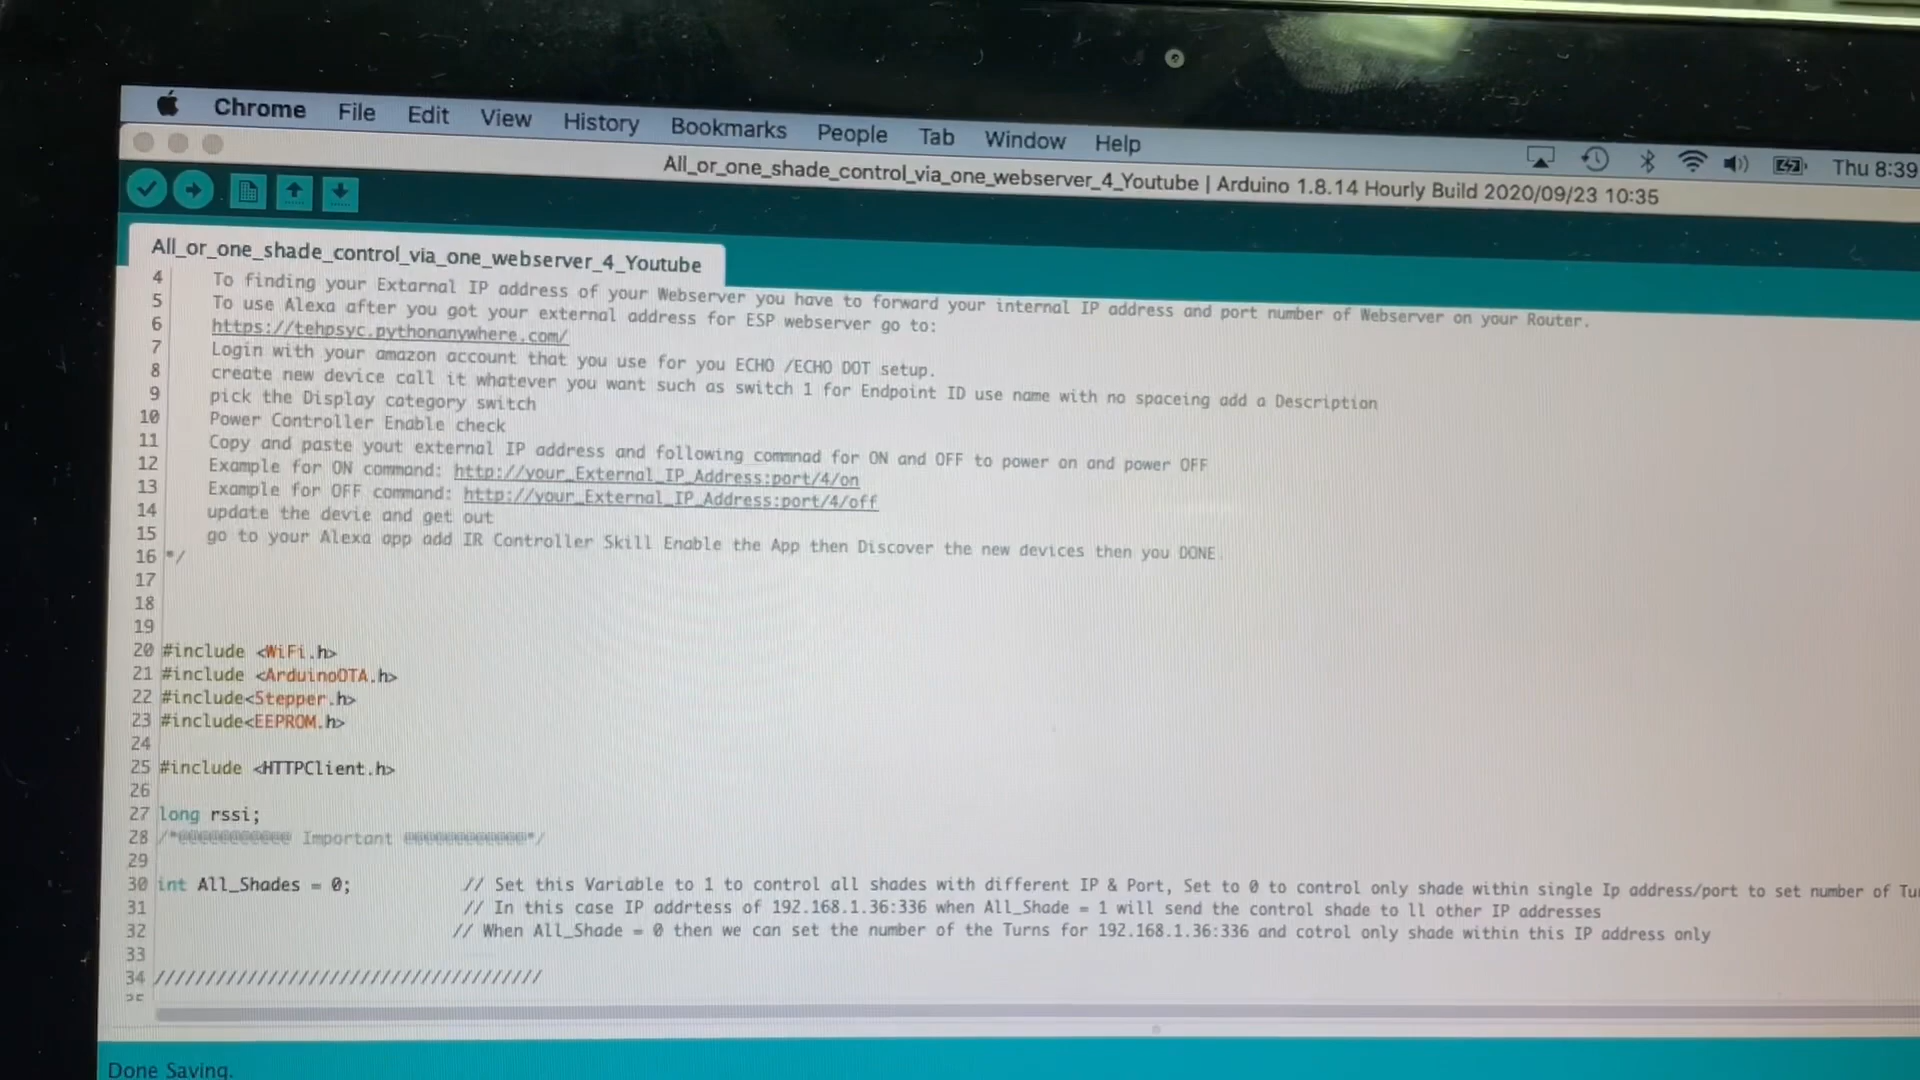 Chrome File Edit View History Bookmarks People Tab Window Help Thu 8:39
All_or_one_shade_control_via_one_webserver_4_Youtube | Arduino 1.8.14 Hourly Build 2020/09/23 10:35
All_or_one_shade_control_via_one_webserver_4_Youtube
4 To finding your Extarnal IP address of your Webserver you have to forward your internal IP address and port number of Webserver on your Router.
5 To use Alexa after you got your external address for ESP webserver go to:
6 https://tehpsyc.pythonanywhere.com/
7 Login with your amazon account that you use for you ECHO /ECHO DOT setup.
8 create new device call it whatever you want such as switch 1 for Endpoint ID use name with no spaceing add a Description
9 pick the Display category switch
10 Power Controller Enable check
11 Copy and paste yout external IP address and following commnad for ON and OFF to power on and power OFF
12 Example for ON command: http://your_External_IP_Address:port/4/on
13 Example for OFF command: http://your_External_IP_Address:port/4/off
14 update the devie and get out
15 go to your Alexa app add IR Controller Skill Enable the App then Discover the new devices then you DONE
16 */
17
18
19
20 #include <WiFi.h>
21 #include <ArduinoOTA.h>
22 #include<Stepper.h>
23 #include<EEPROM.h>
24
25 #include <HTTPClient.h>
26
27 long rssi;
28 /*@@@@@@@@@@@ Important @@@@@@@@@@@@*/
29
30 int All_Shades = 0; // Set this Variable to 1 to control all shades with different IP & Port, Set to 0 to control only shade within single Ip address/port to set number of Tu
31 // In this case IP addrtess of 192.168.1.36:336 when All_Shade = 1 will send the control shade to ll other IP addresses
32 // When All_Shade = 0 then we can set the number of the Turns for 192.168.1.36:336 and cotrol only shade within this IP address only
33
34 //////////////////////////////////////
Done Saving.